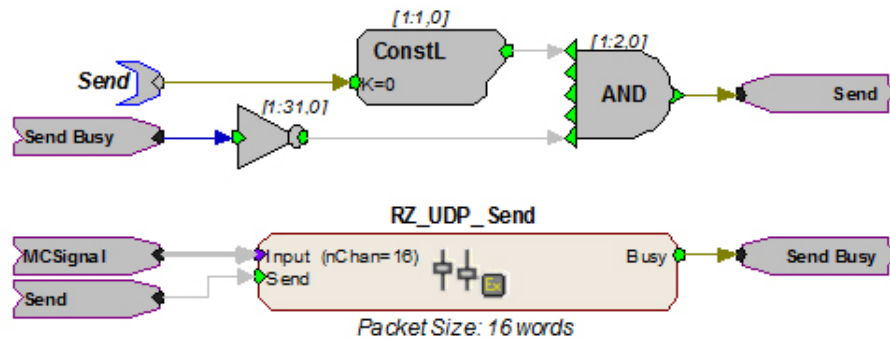 [1:1,0]
ConstL
K=0
[1:2,0]
Send
AND
Send
[1:31,0]
Send Busy
RZ_UDP_Send
MCSignal
Input (nChan=16)
Busy
Send Busy
Send
Send
Ex
Packet Size: 16 words